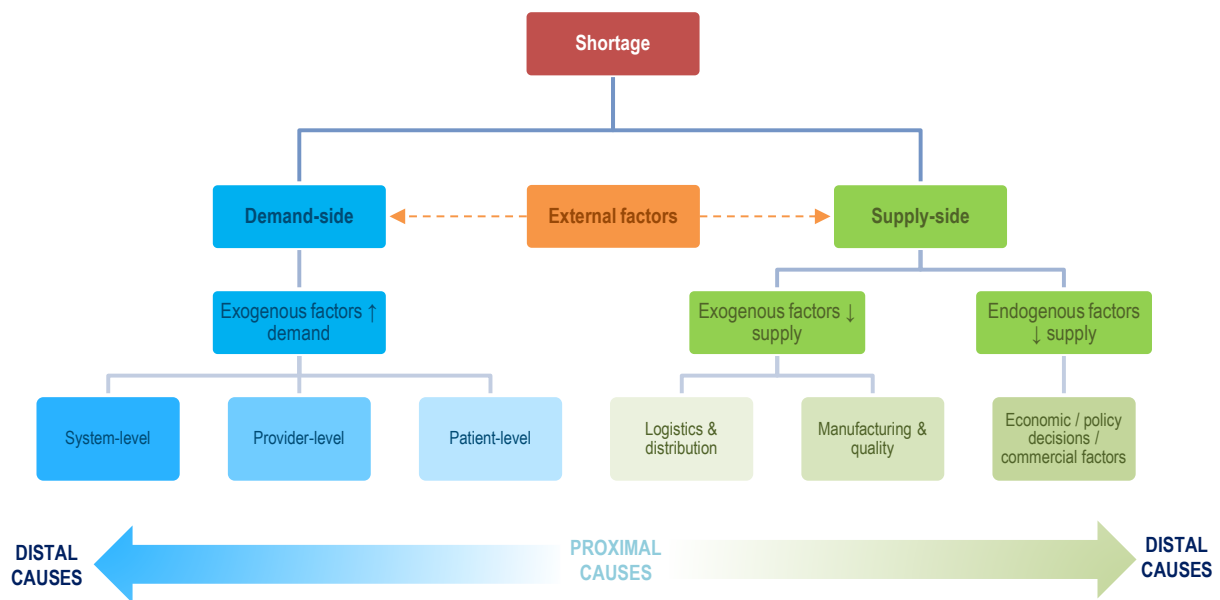 Shortage
Demand-side
External factors
Supply-side
Exogenous factors ↑
demand
Exogenous factors ↓
supply
Endogenous factors
↓ supply
System-level
Provider-level
Patient-level
Logistics &
distribution
Manufacturing &
quality
Economic / policy
decisions /
commercial factors
DISTAL
CAUSES
PROXIMAL
CAUSES
DISTAL
CAUSES